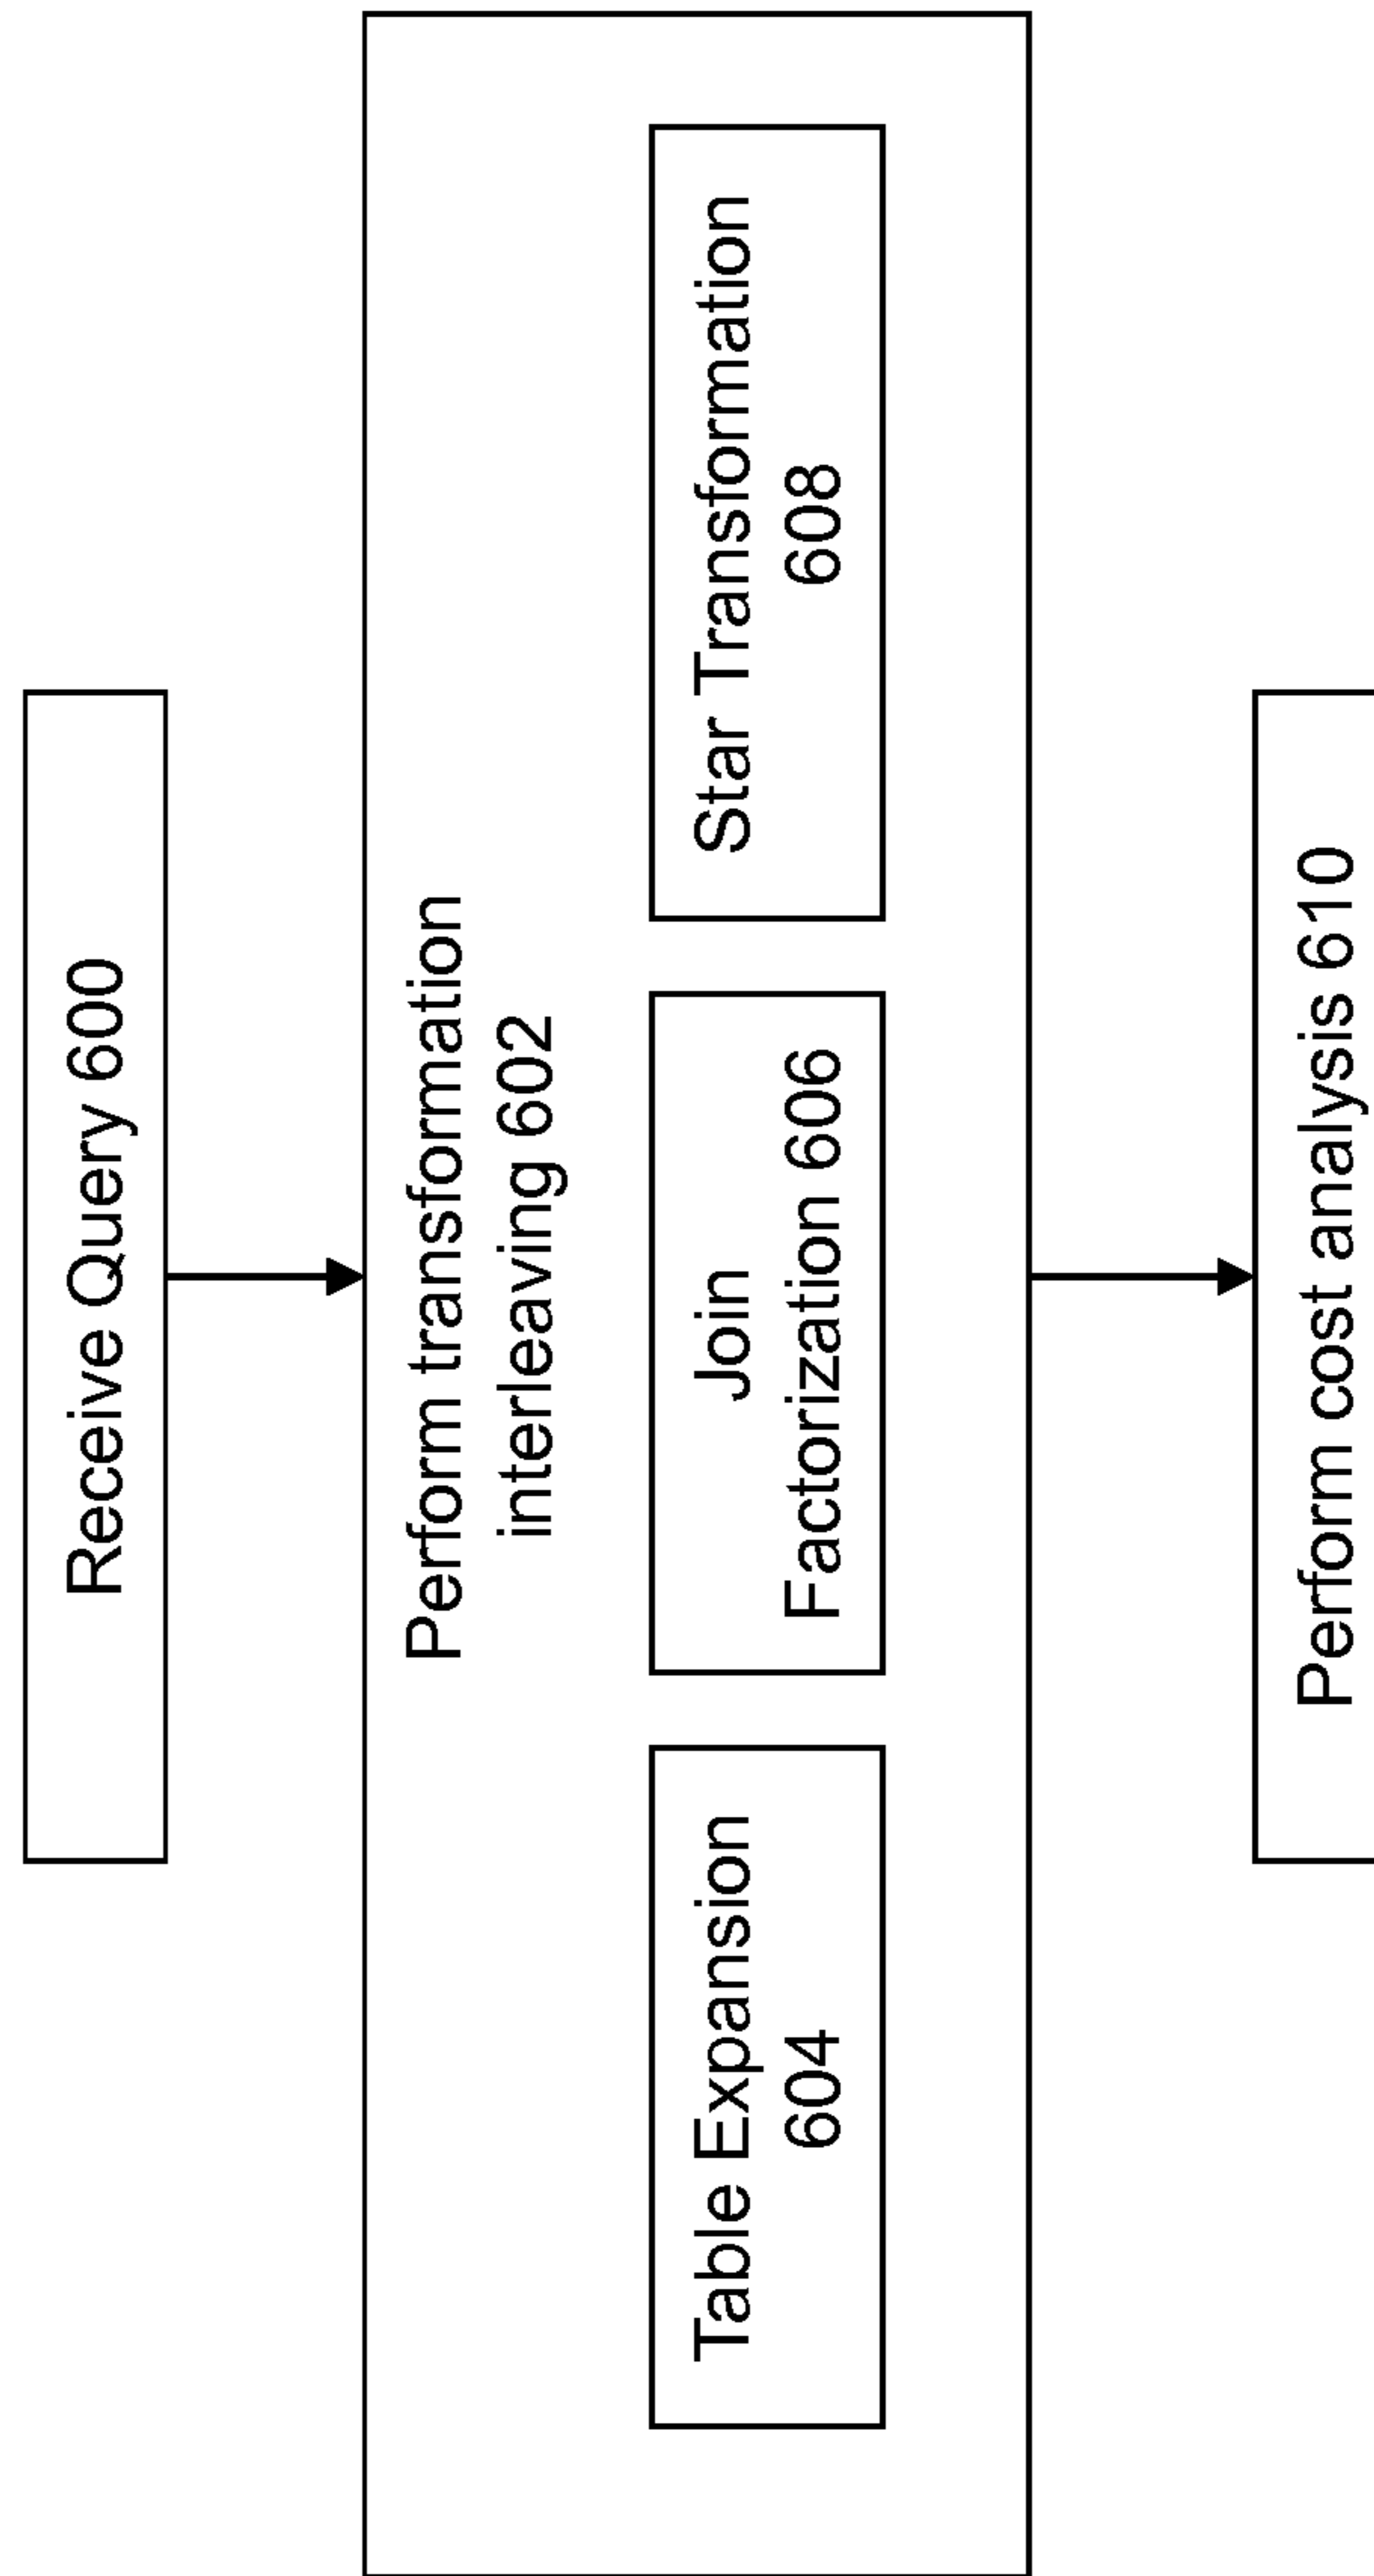 Receive Query 600
Perform transformation
interleaving 602
Table Expansion
604
Join
Factorization 606
Star Transformation
608
Perform cost analysis 610